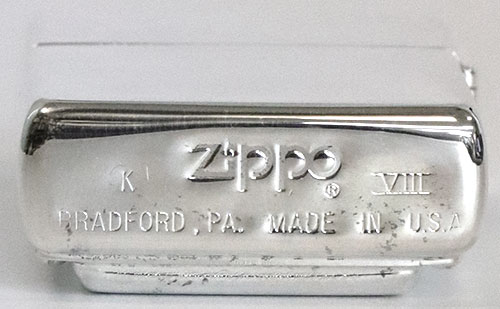 K Zippo® VIII
BRADFORD, PA. MADE IN U.S.A